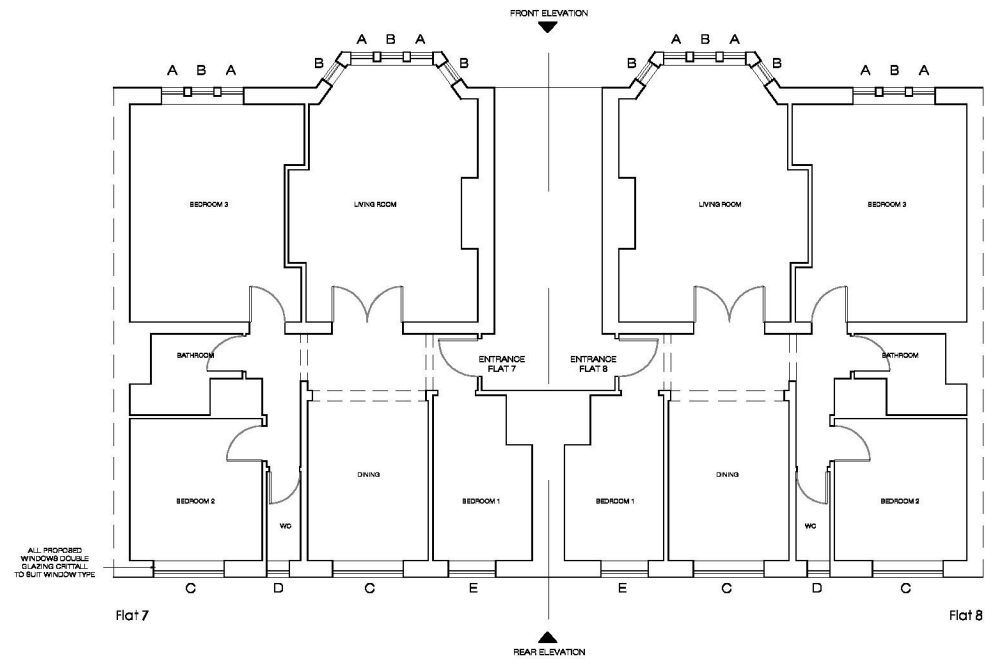 FRONT ELEVATION
A B A
A B A
B B
B B
A B A
A B A
BEDROOM 3
LIVING ROOM
LIVING ROOM
BEDROOM 3
BATHROOM
ENTRANCE
FLAT 7
ENTRANCE
FLAT 8
BATHROOM
BEDROOM 2
WC
DINING
BEDROOM 1
BEDROOM 1
DINING
WC
BEDROOM 2
ALL PROPOSED
WINDOWS DOUBLE
GLAZING CRITTALL
TO SUIT WINDOW TYPE
C D C E E C D C
Flat 7
Flat 8
REAR ELEVATION